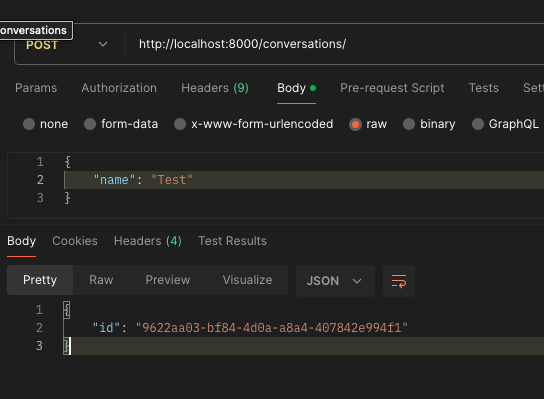 onversations
POST http://localhost:8000/conversations/
Params Authorization Headers (9) Body Pre-request Script Tests Sett
none form-data x-www-form-urlencoded raw binary GraphQL
1 {
2 "name": "Test"
3 }
Body Cookies Headers (4) Test Results
Pretty Raw Preview Visualize JSON
1 {
2 "id": "9622aa03-bf84-4d0a-a8a4-407842e994f1"
3 }